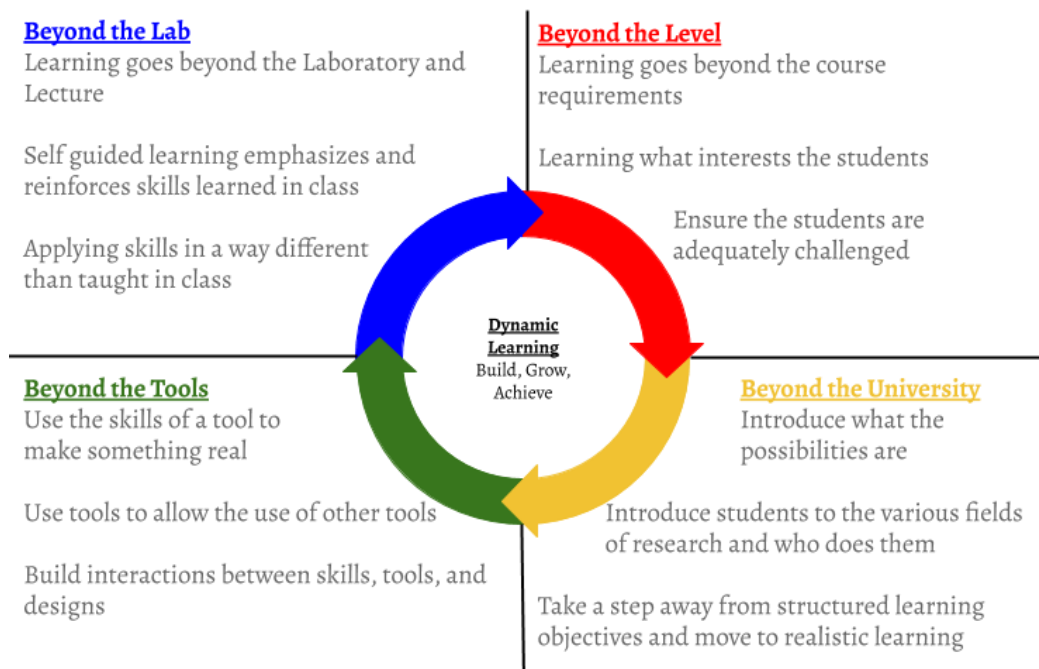 Beyond the Lab
Learning goes beyond the Laboratory and
Lecture
Self guided learning emphasizes and
reinforces skills learned in class
Applying skills in a way different
than taught in class
Beyond the Level
Learning goes beyond the course
requirements
Learning what interests the students
Ensure the students are
adequately challenged
Dynamic
Learning
Build, Grow,
Achieve
Beyond the Tools
Use the skills of a tool to
make something real
Use tools to allow the use of other tools
Build interactions between skills, tools, and
designs
Beyond the University
Introduce what the
possibilities are
Introduce students to the various fields
of research and who does them
Take a step away from structured learning
objectives and move to realistic learning